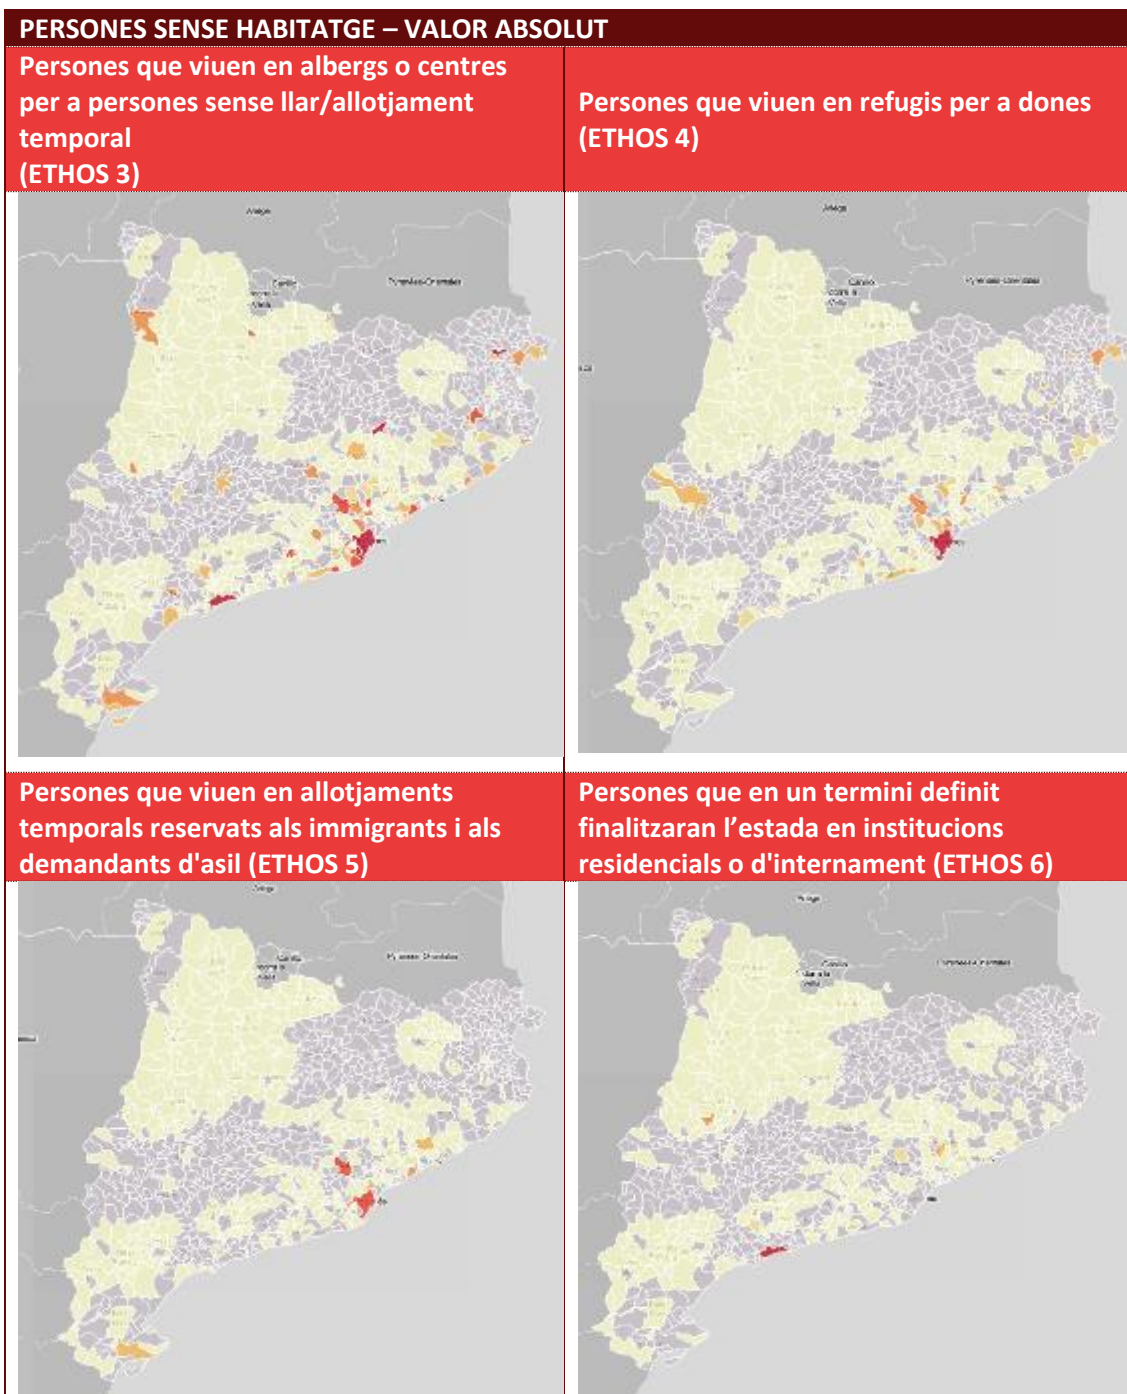 PERSONES SENSE HABITATGE – VALOR ABSOLUT
Persones que viuen en albergs o centres
per a persones sense llar/allotjament
temporal
(ETHOS 3)
Persones que viuen en refugis per a dones
(ETHOS 4)
Persones que viuen en allotjaments
temporals reservats als immigrants i als
demandants d'asil (ETHOS 5)
Persones que en un termini definit
finalitzaran l’estada en institucions
residencials o d'internament (ETHOS 6)